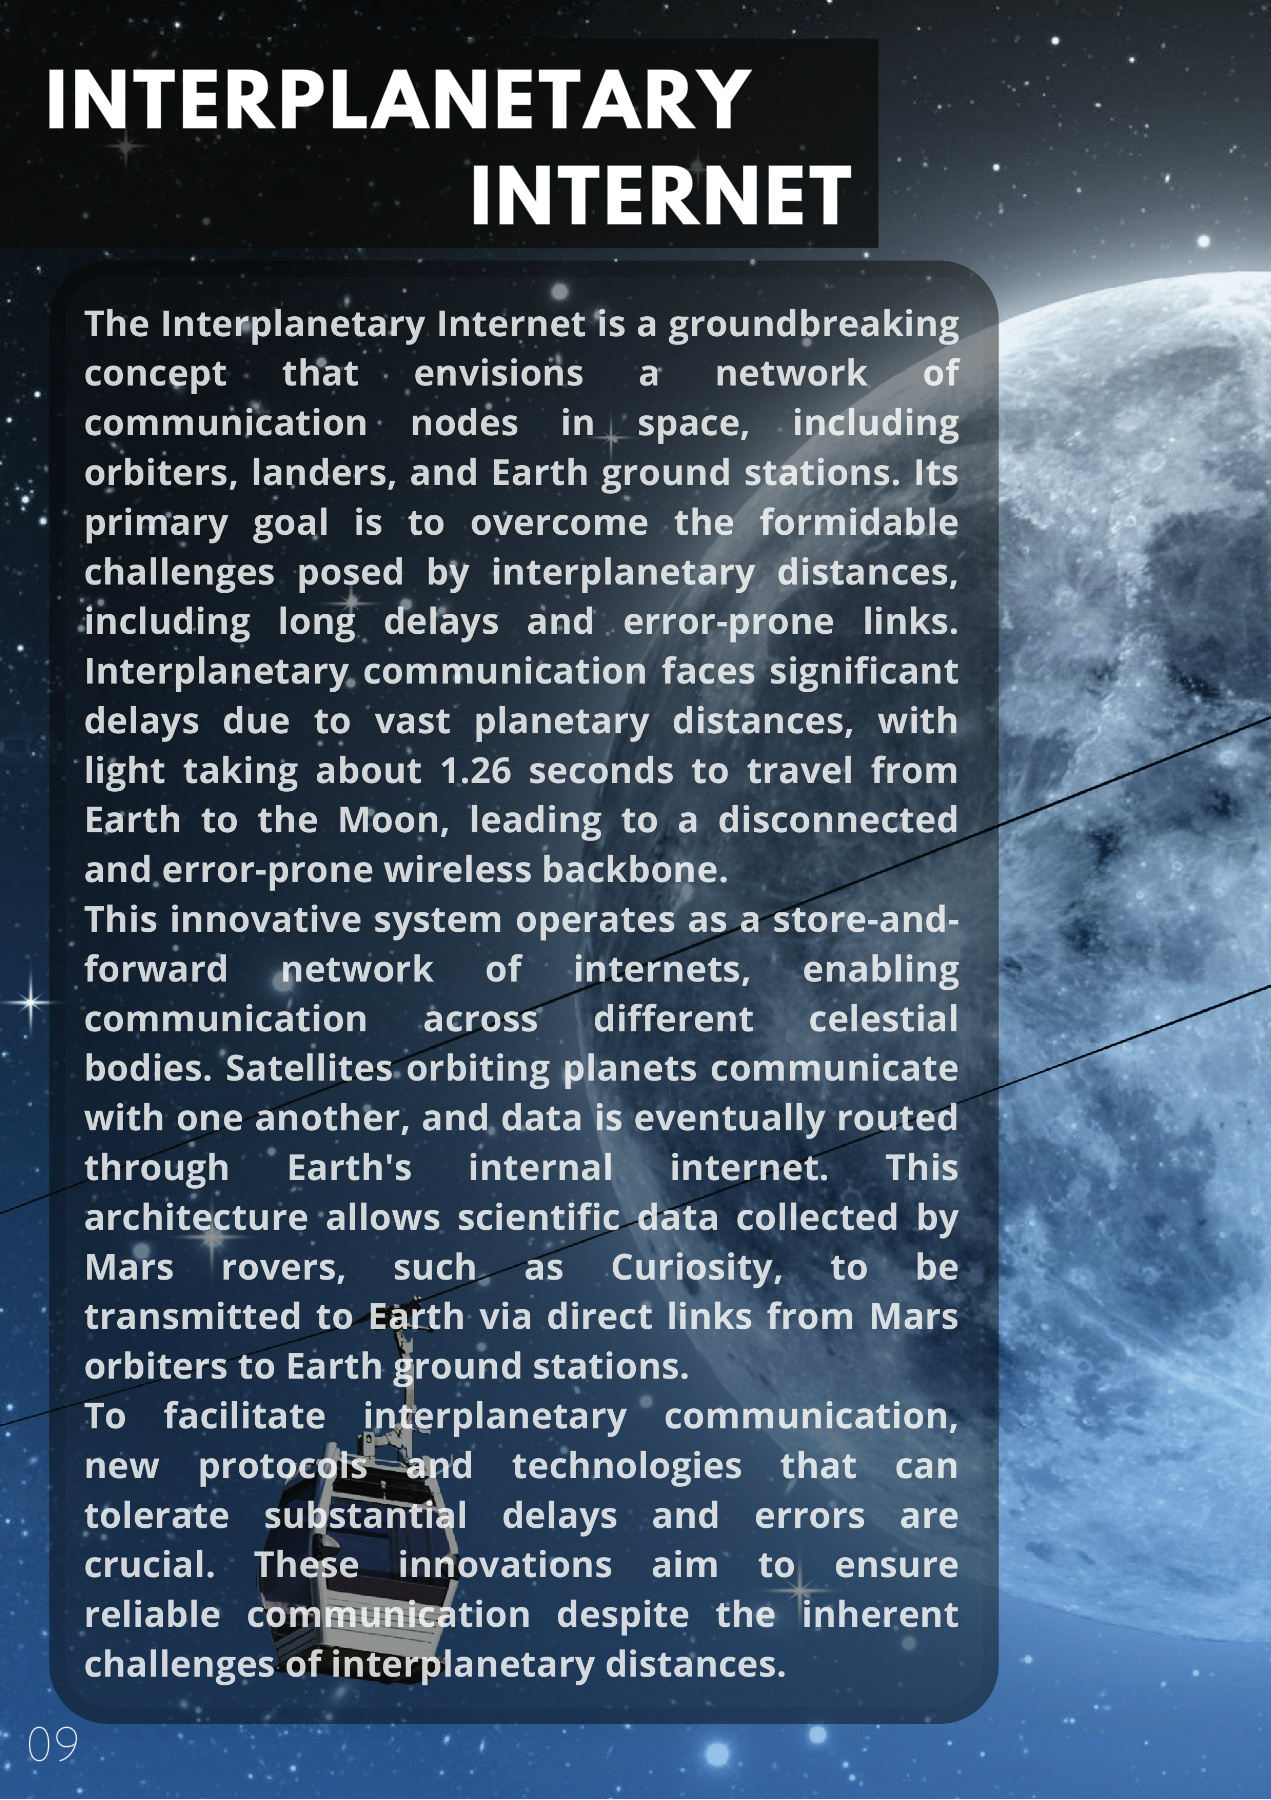 INTERPLANETARY
INTERNET
The Interplanetary Internet is a groundbreaking
concept that envisions a network of
communication nodes in space, including
orbiters, landers, and Earth ground stations. Its
primary goal is to overcome the formidable
challenges posed by interplanetary distances,
including long delays and error-prone links.
Interplanetary communication faces significant
delays due to vast planetary distances, with
light taking about 1.26 seconds to travel from
Earth to the Moon, leading to a disconnected
and error-prone wireless backbone.
This innovative system operates as a store-and-
forward network of internets, enabling
communication across different celestial
bodies. Satellites orbiting planets communicate
with one another, and data is eventually routed
through Earth's internal internet. This
architecture allows scientific data collected by
Mars rovers, such as Curiosity, to be
transmitted to Earth via direct links from Mars
orbiters to Earth ground stations.
To facilitate interplanetary communication,
new protocols and technologies that can
tolerate substantial delays and errors are
crucial. These innovations aim to ensure
reliable communication despite the inherent
challenges of interplanetary distances.
09